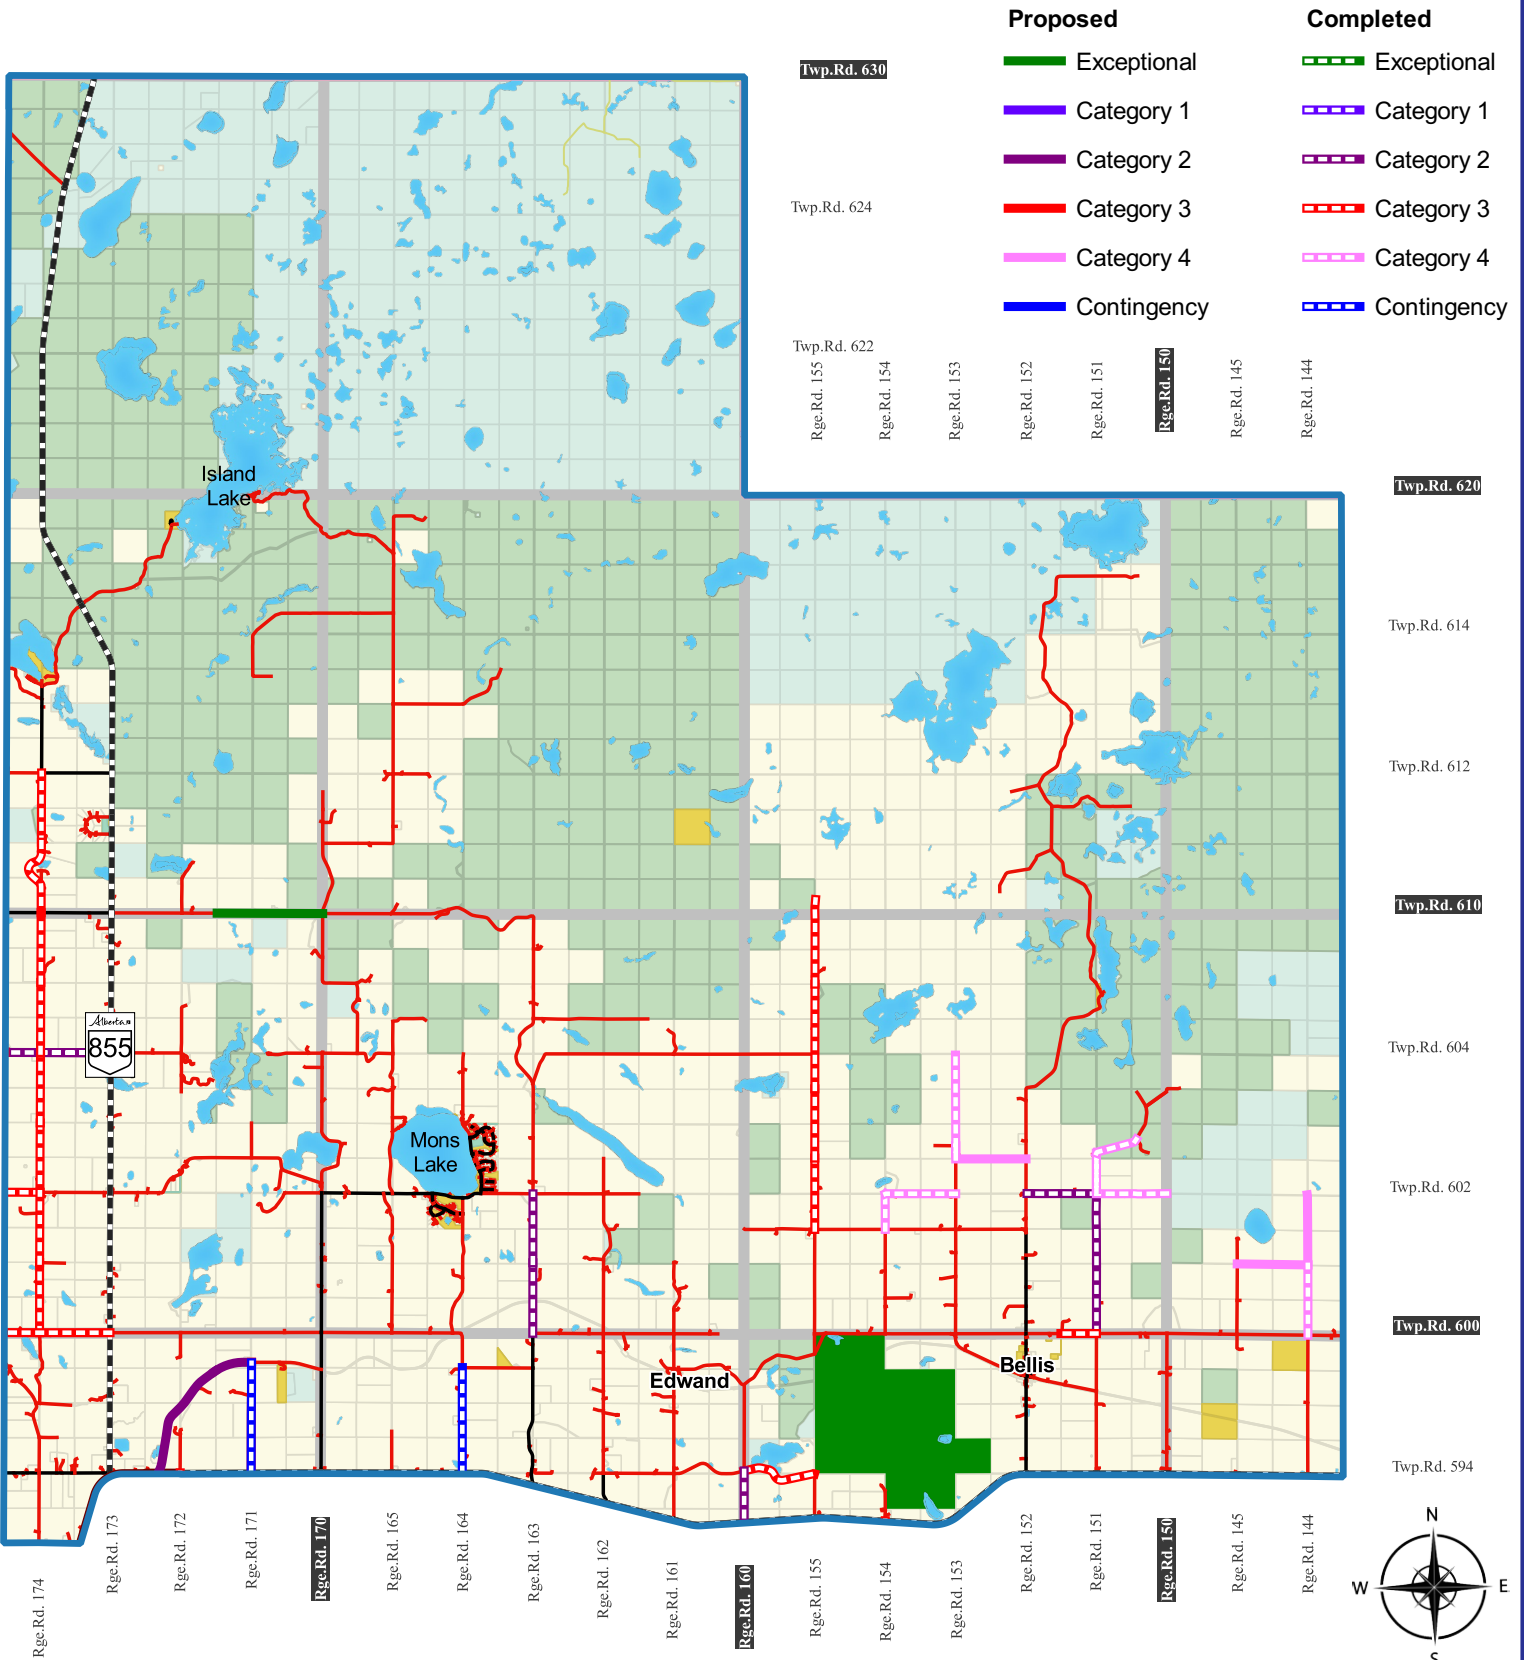 Proposed
Completed
Exceptional
Exceptional
Category 1
Category 1
Category 2
Category 2
Category 3
Category 3
Category 4
Category 4
Contingency
Contingency
Twp.Rd. 630
Twp.Rd. 624
Twp.Rd. 622
Rge.Rd. 155
Rge.Rd. 154
Rge.Rd. 153
Rge.Rd. 152
Rge.Rd. 151
Rge.Rd. 150
Rge.Rd. 145
Rge.Rd. 144
Island
Lake
Twp.Rd. 620
Twp.Rd. 614
Twp.Rd. 612
Twp.Rd. 610
Alberta
855
Twp.Rd. 604
Mons
Lake
Twp.Rd. 602
Twp.Rd. 600
Bellis
Edwand
Twp.Rd. 594
Rge.Rd. 174
Rge.Rd. 173
Rge.Rd. 172
Rge.Rd. 171
Rge.Rd. 170
Rge.Rd. 165
Rge.Rd. 164
Rge.Rd. 163
Rge.Rd. 162
Rge.Rd. 161
Rge.Rd. 160
Rge.Rd. 155
Rge.Rd. 154
Rge.Rd. 153
Rge.Rd. 152
Rge.Rd. 151
Rge.Rd. 150
Rge.Rd. 145
Rge.Rd. 144
N
W
E
S